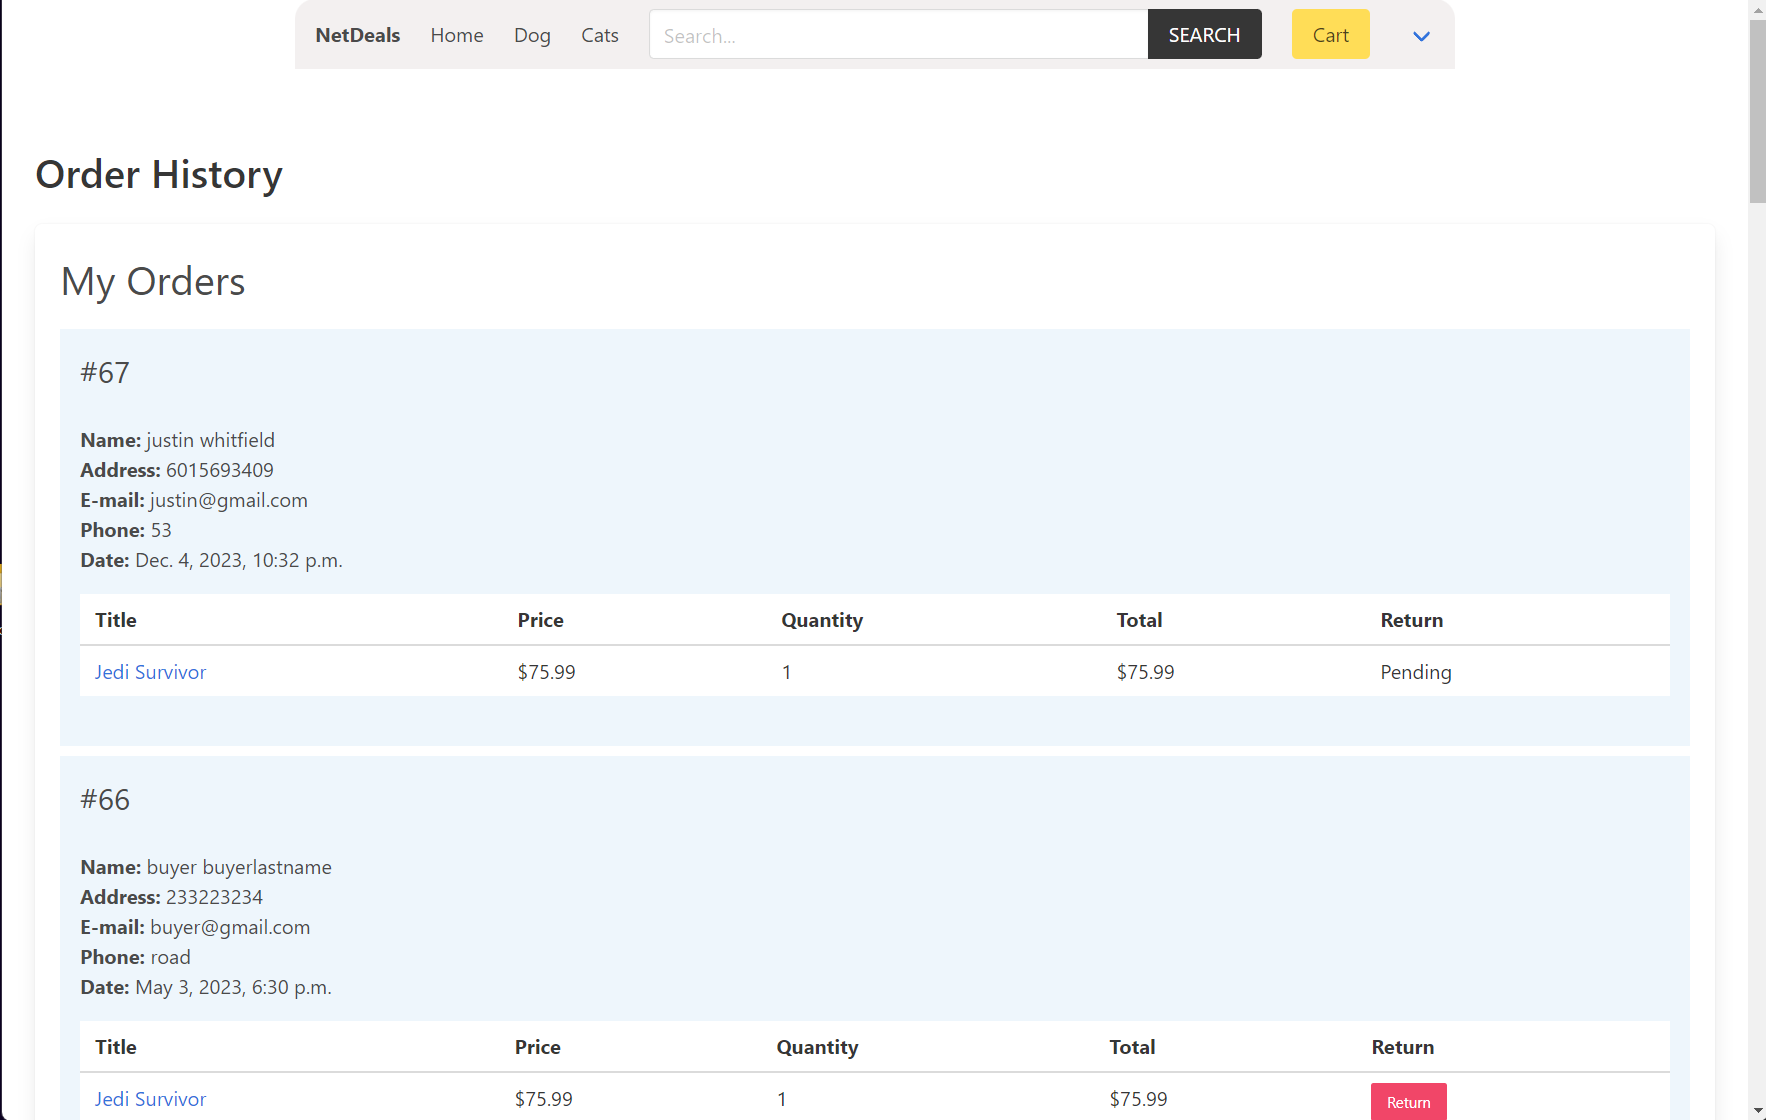 NetDeals Home Dog Cats Search... SEARCH Cart
Order History
My Orders
#67
Name: justin whitfield
Address: 6015693409
E-mail: justin@gmail.com
Phone: 53
Date: Dec. 4, 2023, 10:32 p.m.
Title Price Quantity Total Return
Jedi Survivor $75.99 1 $75.99 Pending
#66
Name: buyer buyerlastname
Address: 233223234
E-mail: buyer@gmail.com
Phone: road
Date: May 3, 2023, 6:30 p.m.
Title Price Quantity Total Return
Jedi Survivor $75.99 1 $75.99 Return